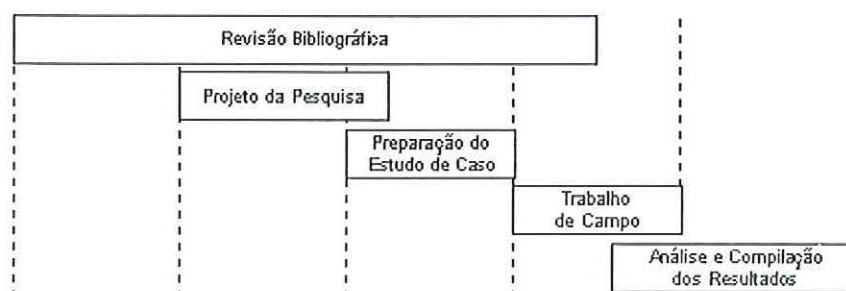 Revisão Bibliográfica
Projeto da Pesquisa
Preparação do
Estudo de Caso
Trabalho
de Campo
Análise e Compilação
dos Resultados